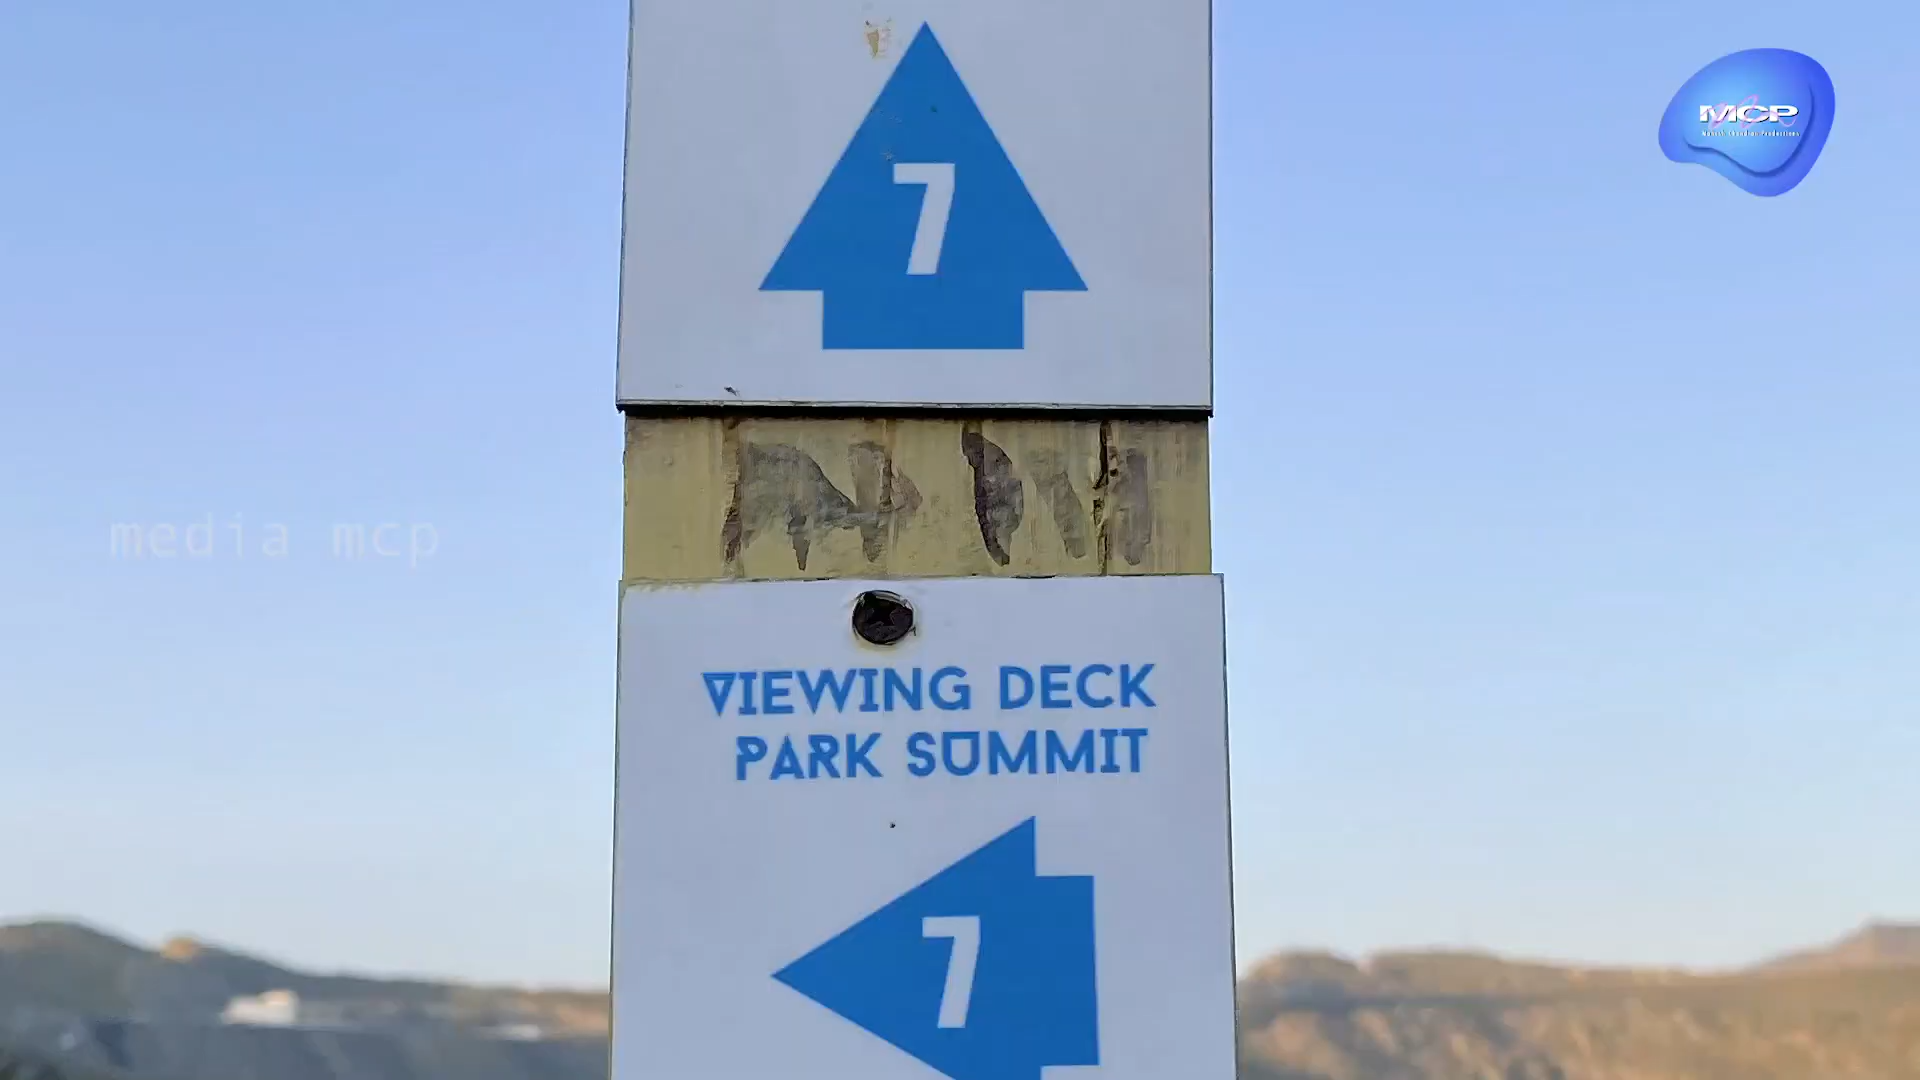 7
MCP
media mcp
VIEWING DECK
PARK SUMMIT
7